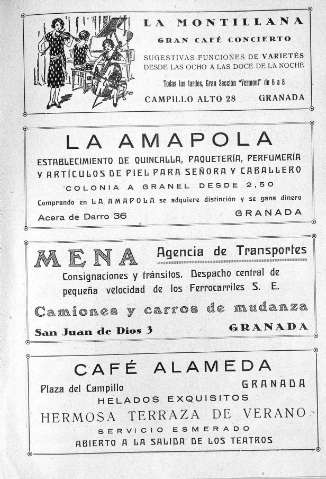 LA MONTILLANA
GRAN CAFÉ CONCIERTO
SUGESTIVAS FUNCIONES DE VARIETÉS
DESDE LAS OCHO A LAS DOCE DE LA NOCHE
Todas las tardes, Gran Sección "Vermout" de 6 a 8
CAMPILLO ALTO 28 GRANADA
LA AMAPOLA
ESTABLECIMIENTO DE QUINCALLA, PAQUETERÍA, PERFUMERÍA
Y ARTÍCULOS DE PIEL PARA SEÑORA Y CABALLERO
COLONIA A GRANEL DESDE 2,50
Comprando en LA AMAPOLA se adquiere distinción y se gana dinero
Acera de Darro 36 GRANADA
MENA Agencia de Transportes
Consignaciones y tránsitos. Despacho central de
pequeña velocidad de los Ferrocarriles S. E.
Camiones y carros de mudanza
San Juan de Dios 3 GRANADA
CAFÉ ALAMEDA
Plaza del Campillo GRANADA
HELADOS EXQUISITOS
HERMOSA TERRAZA DE VERANO
SERVICIO ESMERADO
ABIERTO A LA SALIDA DE LOS TEATROS